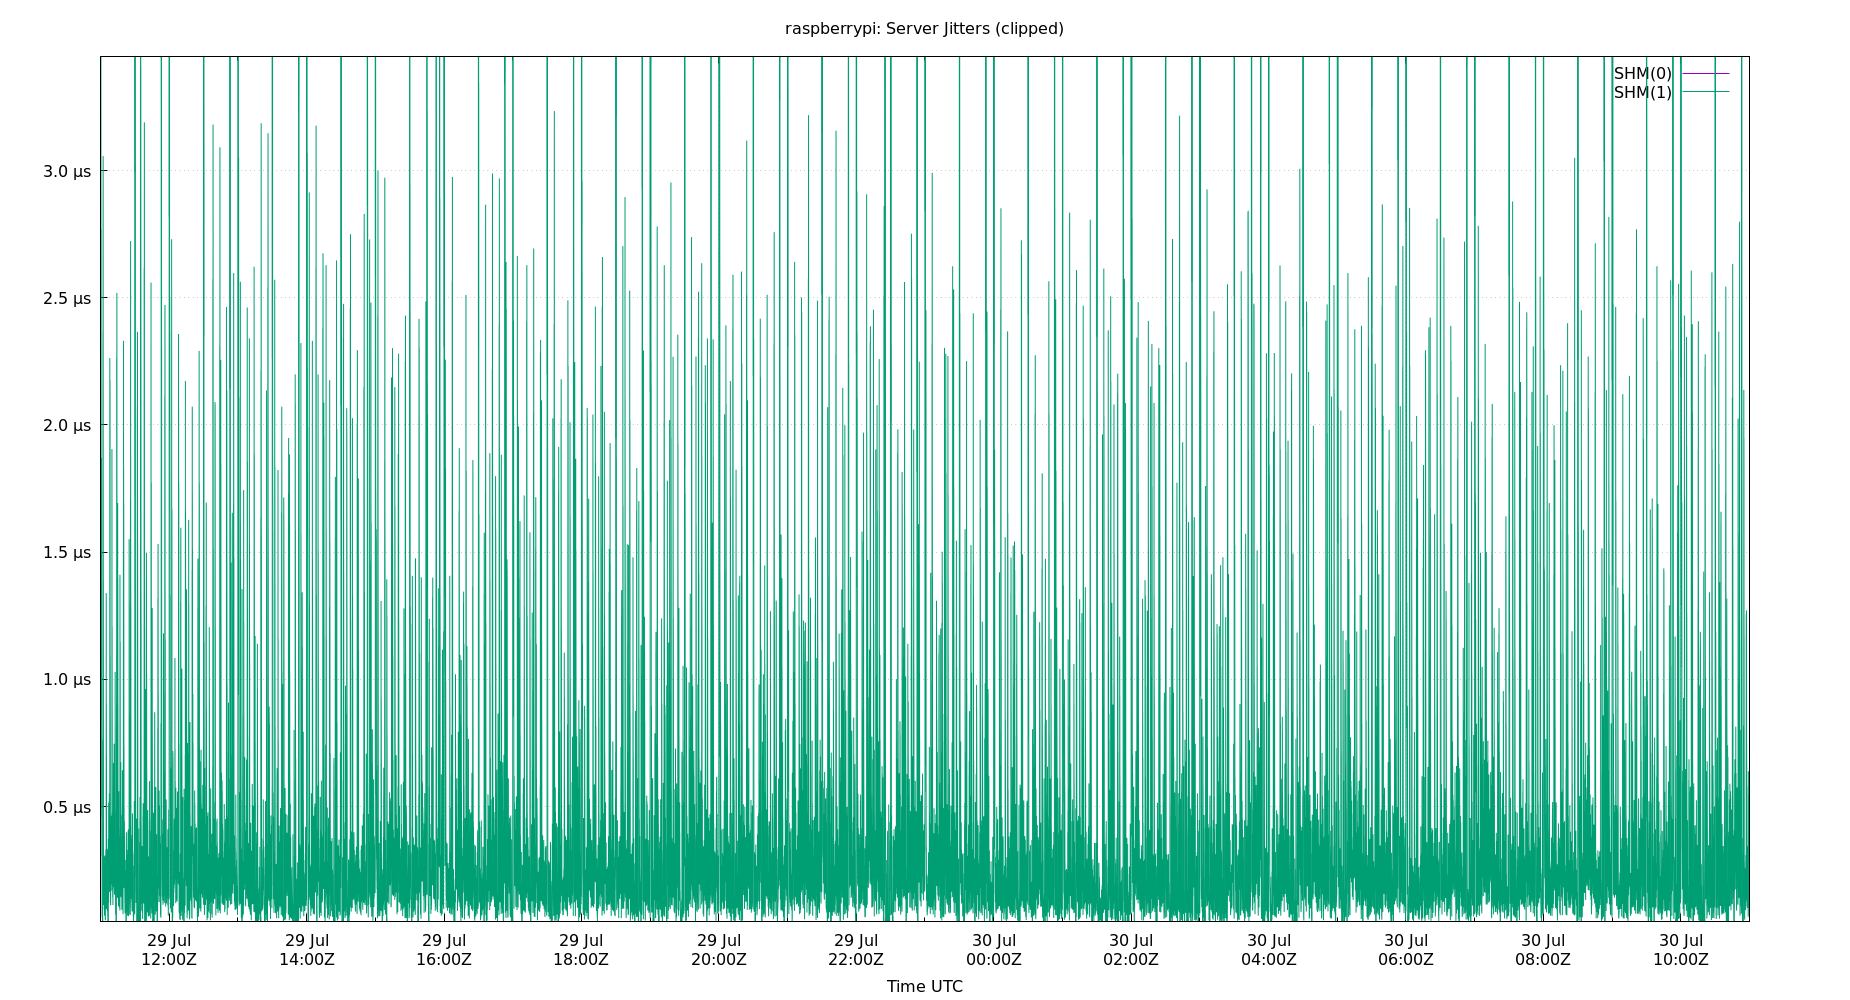 raspberrypi: Server Jitters (clipped)
SHM(0)
SHM(1)
3.0 µs
2.5 µs
2.0 µs
1.5 µs
1.0 µs
0.5 µs
29 Jul 29 Jul 29 Jul 29 Jul 29 Jul 29 Jul 30 Jul 30 Jul 30 Jul 30 Jul 30 Jul 30 Jul
12:00Z 14:00Z 16:00Z 18:00Z 20:00Z 22:00Z 00:00Z 02:00Z 04:00Z 06:00Z 08:00Z 10:00Z
Time UTC